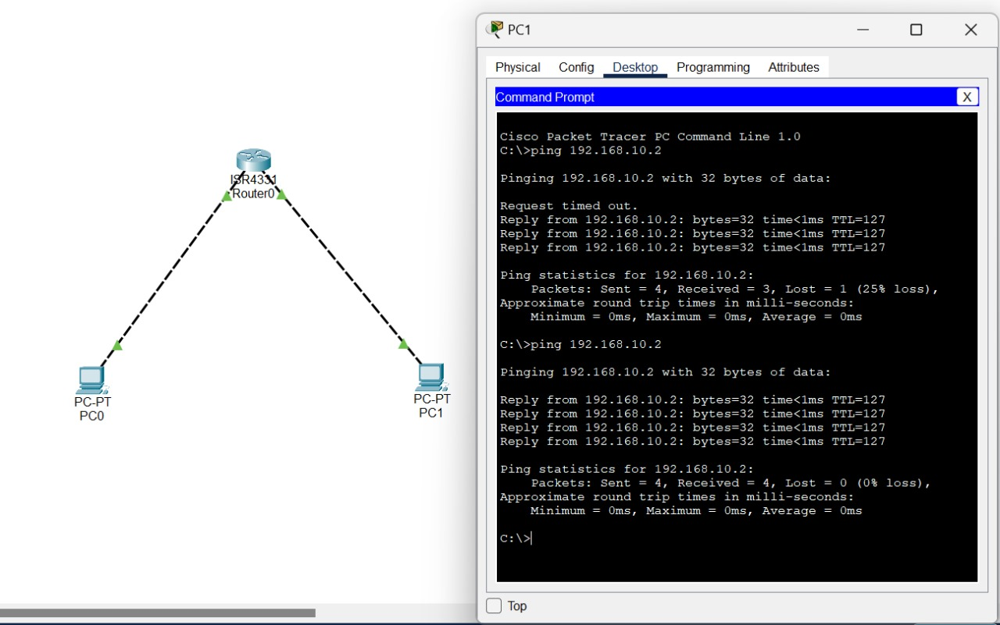 ISR4331
Router0
PC-PT
PC0
PC-PT
PC1
PC1
Physical Config Desktop Programming Attributes
Command Prompt X
Cisco Packet Tracer PC Command Line 1.0
C:\>ping 192.168.10.2
Pinging 192.168.10.2 with 32 bytes of data:
Request timed out.
Reply from 192.168.10.2: bytes=32 time<1ms TTL=127
Reply from 192.168.10.2: bytes=32 time<1ms TTL=127
Reply from 192.168.10.2: bytes=32 time<1ms TTL=127
Ping statistics for 192.168.10.2:
    Packets: Sent = 4, Received = 3, Lost = 1 (25% loss),
Approximate round trip times in milli-seconds:
    Minimum = 0ms, Maximum = 0ms, Average = 0ms
C:\>ping 192.168.10.2
Pinging 192.168.10.2 with 32 bytes of data:
Reply from 192.168.10.2: bytes=32 time<1ms TTL=127
Reply from 192.168.10.2: bytes=32 time<1ms TTL=127
Reply from 192.168.10.2: bytes=32 time<1ms TTL=127
Reply from 192.168.10.2: bytes=32 time<1ms TTL=127
Ping statistics for 192.168.10.2:
    Packets: Sent = 4, Received = 4, Lost = 0 (0% loss),
Approximate round trip times in milli-seconds:
    Minimum = 0ms, Maximum = 0ms, Average = 0ms
C:\>
Top